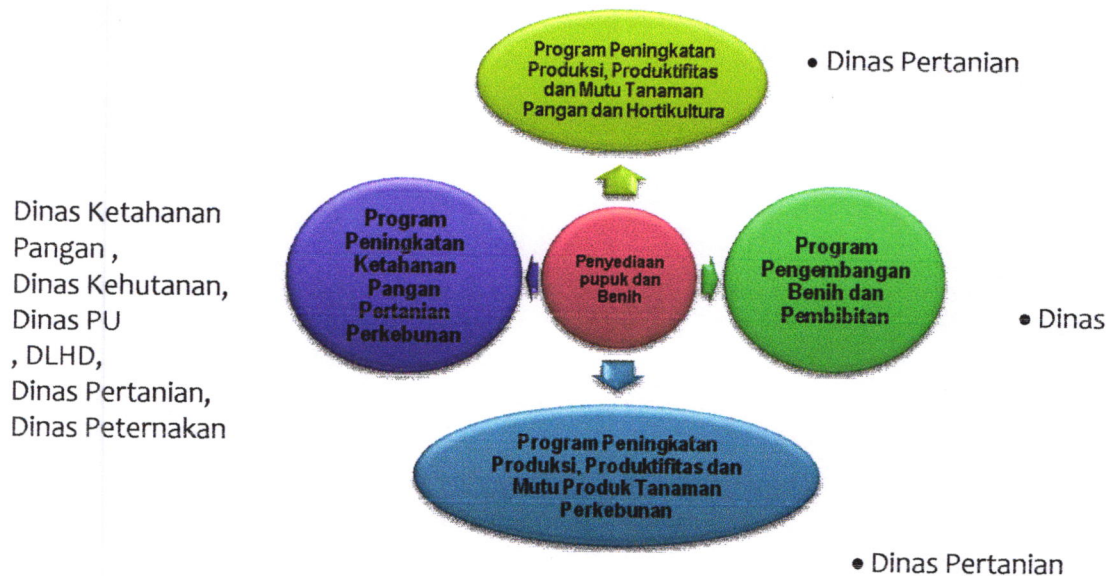 Program Peningkatan
Produksi, Produktifitas
dan Mutu Tanaman
Pangan dan Hortikultura
• Dinas Pertanian
Dinas Ketahanan
Pangan ,
Dinas Kehutanan,
Dinas PU
, DLHD,
Dinas Pertanian,
Dinas Peternakan
Program
Peningkatan
Ketahanan
Pangan
Pertanian
Perkebunan
Penyediaan
pupuk dan
Benih
Program
Pengembangan
Benih dan
Pembibitan
• Dinas
Program Peningkatan
Produksi, Produktifitas dan
Mutu Produk Tanaman
Perkebunan
• Dinas Pertanian